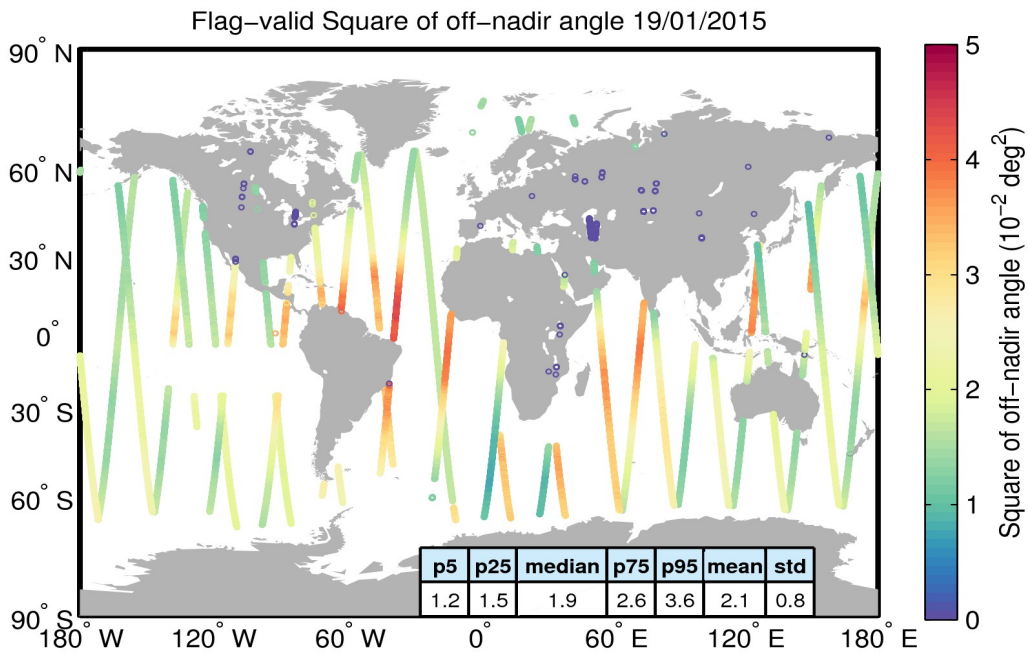 Flag-valid Square of off-nadir angle 19/01/2015
90° N
60° N
30° N
0°
30° S
60° S
90° S
180° W
120° W
60° W
0°
60° E
120° E
180° E
p5 p25 median p75 p95 mean std
1.2 1.5 1.9 2.6 3.6 2.1 0.8
5
4
3
2
1
0
Square of off-nadir angle (10⁻² deg²)